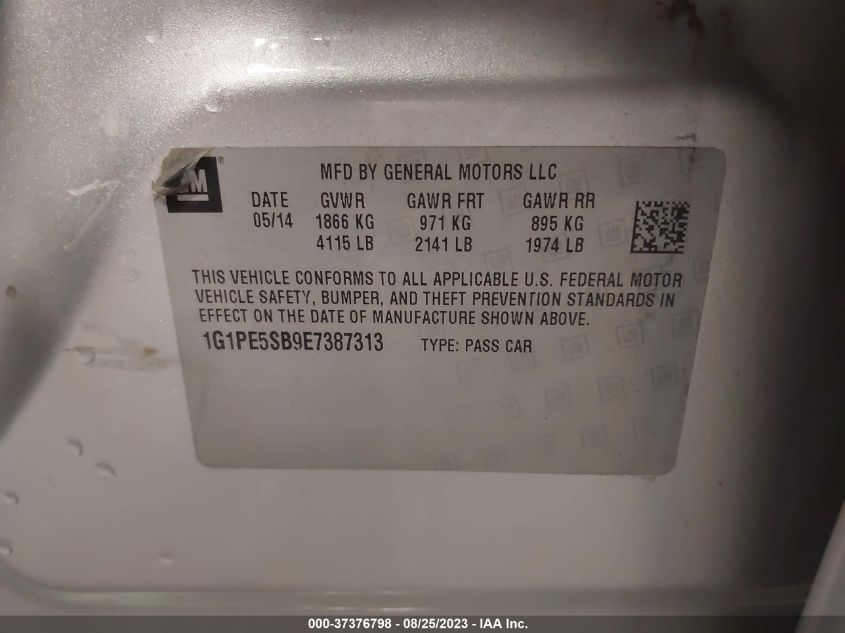 GM ®
MFD BY GENERAL MOTORS LLC
DATE GVWR GAWR FRT GAWR RR
05/14 1866 KG 971 KG 895 KG
4115 LB 2141 LB 1974 LB
THIS VEHICLE CONFORMS TO ALL APPLICABLE U.S. FEDERAL MOTOR
VEHICLE SAFETY, BUMPER, AND THEFT PREVENTION STANDARDS IN
EFFECT ON THE DATE OF MANUFACTURE SHOWN ABOVE.
1G1PE5SB9E7387313 TYPE: PASS CAR
000-37376798 - 08/25/2023 - IAA Inc.